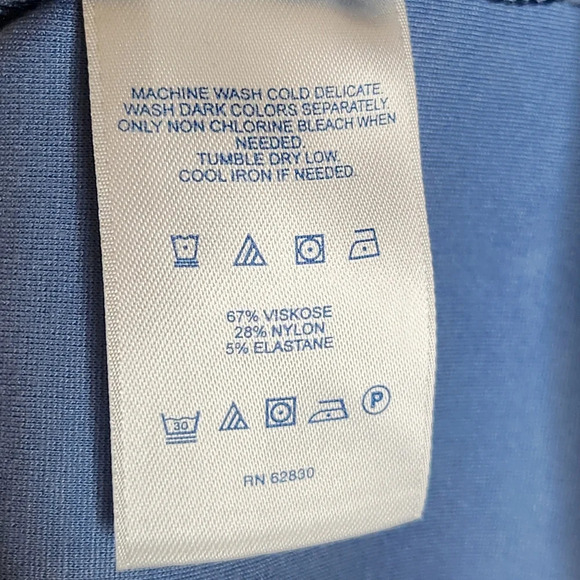 MACHINE WASH COLD DELICATE.
WASH DARK COLORS SEPARATELY.
ONLY NON CHLORINE BLEACH WHEN
NEEDED.
TUMBLE DRY LOW.
COOL IRON IF NEEDED.
67% VISKOSE
28% NYLON
5% ELASTANE
30 P
RN 62830